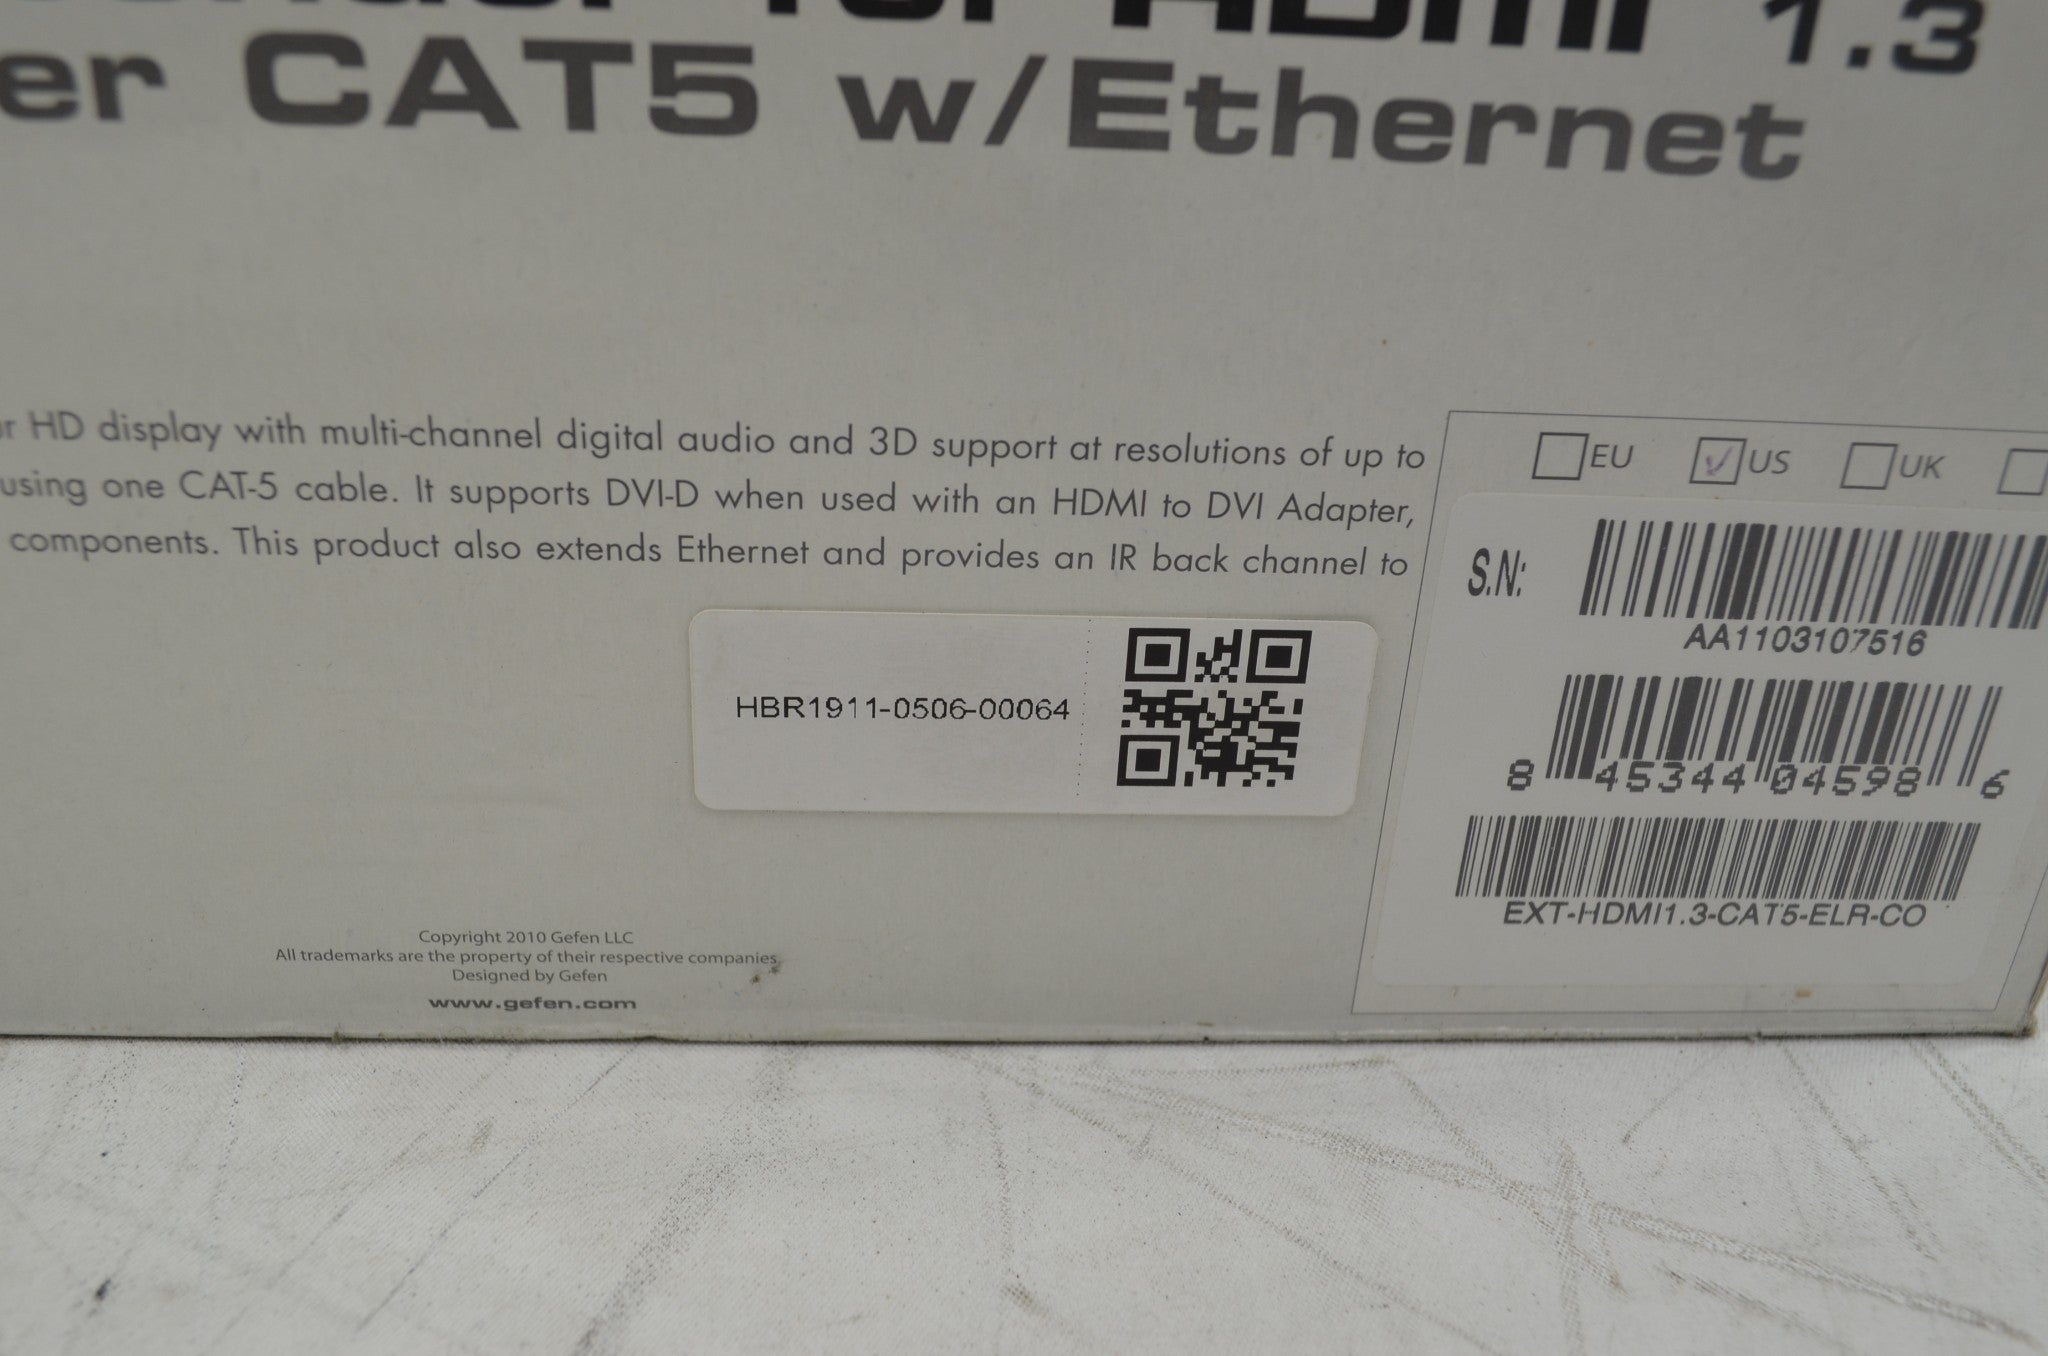 for HDMI 1.3
er CAT5 w/Ethernet
HD display with multi-channel digital audio and 3D support at resolutions of up to
using one CAT-5 cable. It supports DVI-D when used with an HDMI to DVI Adapter,
components. This product also extends Ethernet and provides an IR back channel to
EU US UK
S.N:
AA1103107516
HBR1911-0506-00064
8 45344 04598 6
EXT-HDMI1.3-CAT5-ELR-CO
Copyright 2010 Gefen LLC
All trademarks are the property of their respective companies.
Designed by Gefen
www.gefen.com